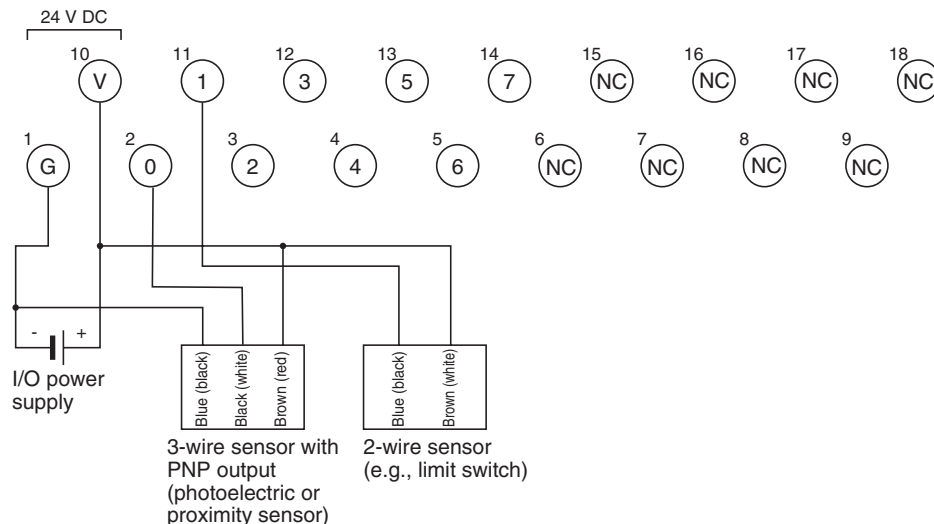 24 V DC
10 11 12 13 14 15 16 17 18
V 1 3 5 7 NC NC NC NC
1 2 3 4 5 6 7 8 9
G 0 2 4 6 NC NC NC NC
- +
I/O power
supply
Blue (black)
Black (white)
Brown (red)
Blue (black)
Brown (white)
3-wire sensor with
PNP output
(photoelectric or
proximity sensor)
2-wire sensor
(e.g., limit switch)